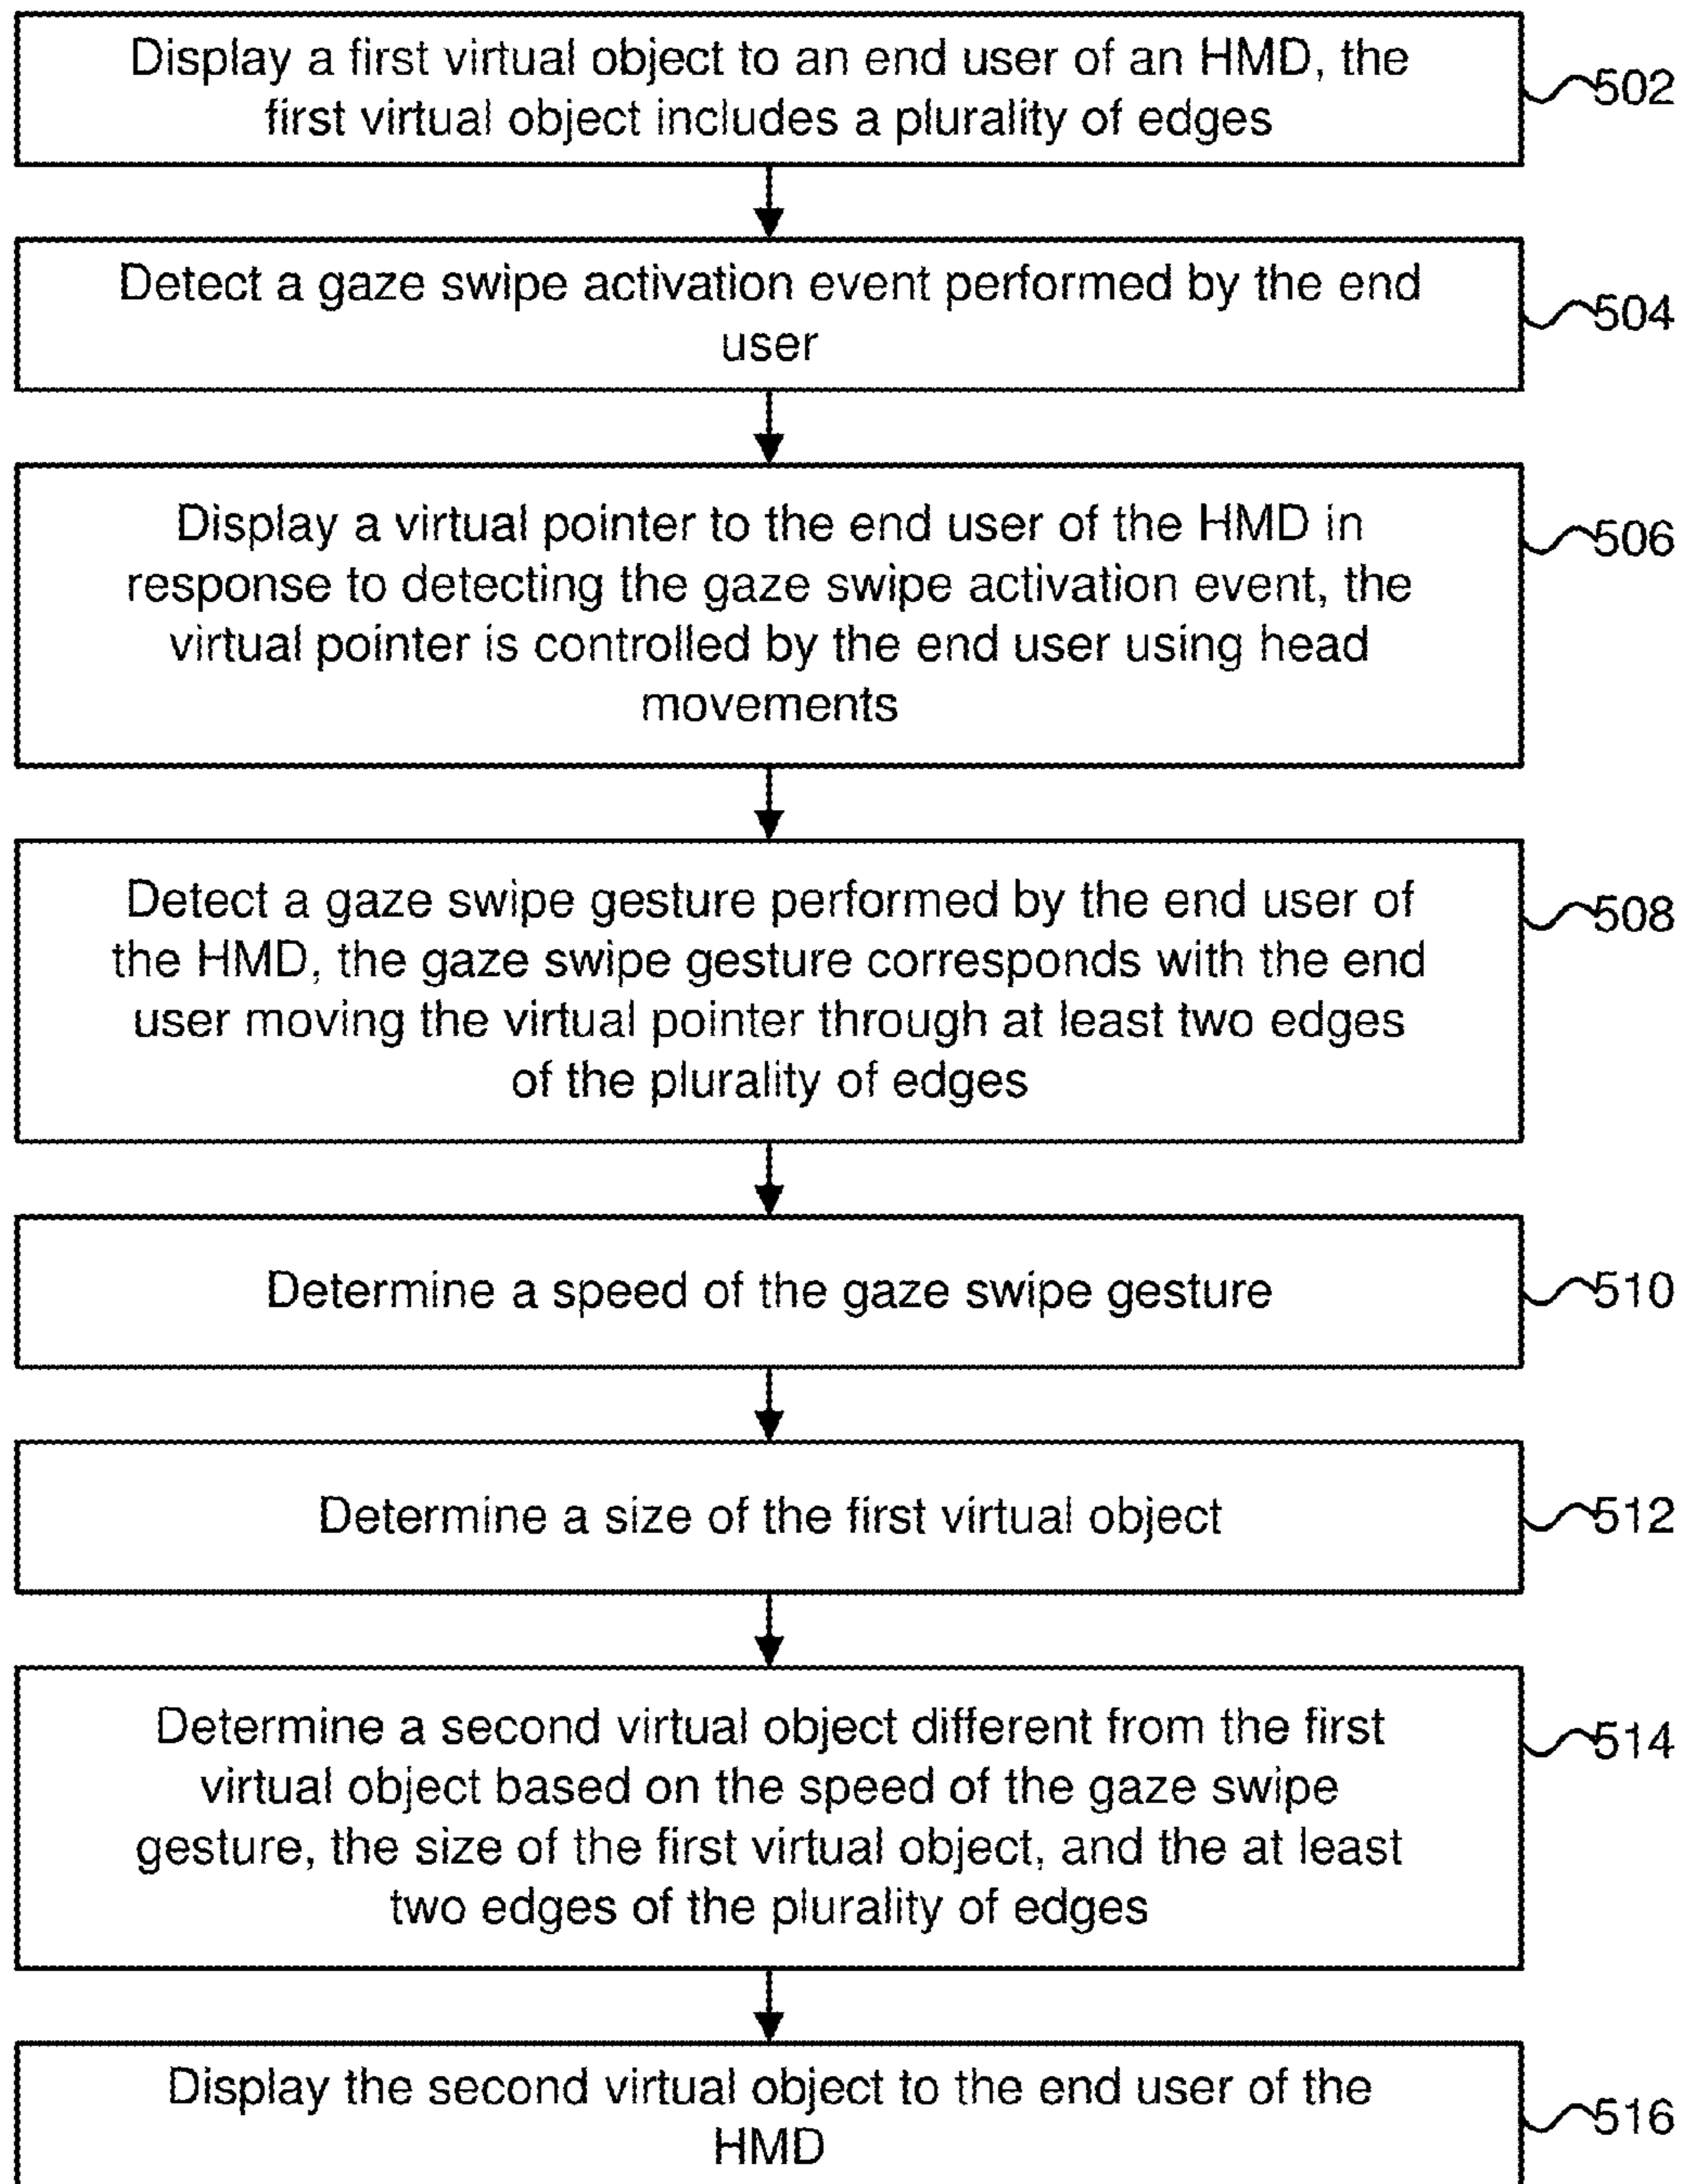 Display a first virtual object to an end user of an HMD, the
first virtual object includes a plurality of edges
502
Detect a gaze swipe activation event performed by the end
user
504
Display a virtual pointer to the end user of the HMD in
response to detecting the gaze swipe activation event, the
virtual pointer is controlled by the end user using head
movements
506
Detect a gaze swipe gesture performed by the end user of
the HMD, the gaze swipe gesture corresponds with the end
user moving the virtual pointer through at least two edges
of the plurality of edges
508
Determine a speed of the gaze swipe gesture
510
Determine a size of the first virtual object
512
Determine a second virtual object different from the first
virtual object based on the speed of the gaze swipe
gesture, the size of the first virtual object, and the at least
two edges of the plurality of edges
514
Display the second virtual object to the end user of the
HMD
516